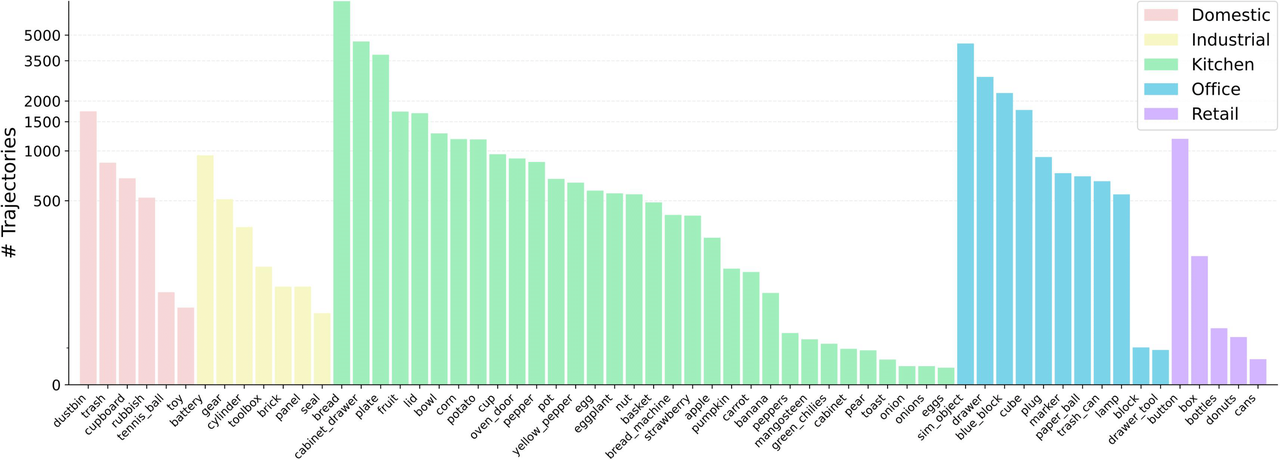 # Trajectories
5000
3500
2000
1500
1000
500
0
Domestic
Industrial
Kitchen
Office
Retail
dustbin
trash
cupboard
rubbish
tennis_ball
toy
battery
gear
cylinder
toolbox
brick
panel
seal
bread
cabinet_drawer
plate
fruit
lid
bowl
corn
potato
cup
oven_door
pepper
pot
yellow_pepper
egg
eggplant
nut
basket
bread_machine
strawberry
apple
pumpkin
carrot
banana
peppers
mangosteen
green_chilies
cabinet
pear
toast
onion
onions
eggs
sim_object
drawer
blue_block
cube
plug
marker
paper_ball
trash_can
lamp
block
drawer_tool
button
box
bottles
donuts
cans